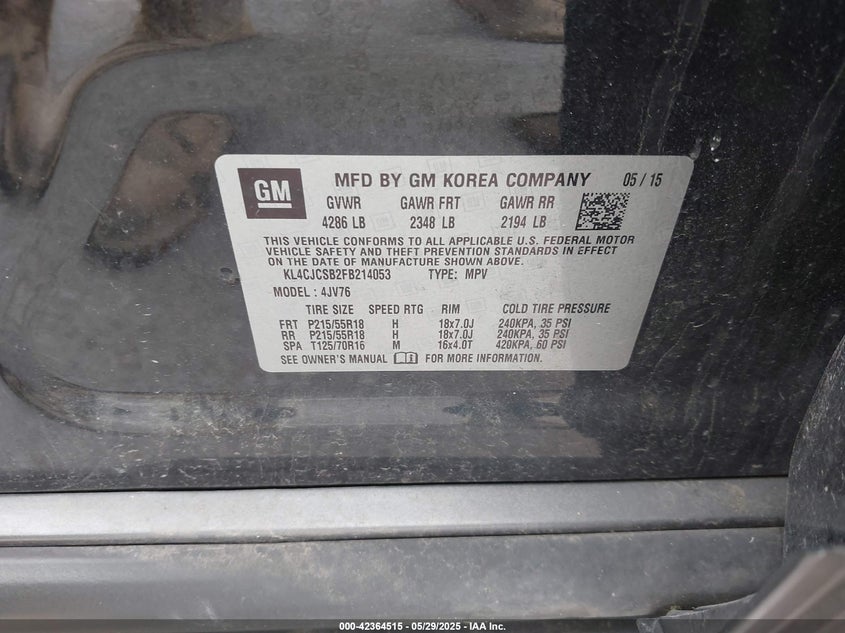 GM MFD BY GM KOREA COMPANY 05 / 15
GVWR GAWR FRT GAWR RR
4286 LB 2348 LB 2194 LB
THIS VEHICLE CONFORMS TO ALL APPLICABLE U.S. FEDERAL MOTOR
VEHICLE SAFETY AND THEFT PREVENTION STANDARDS IN EFFECT
ON THE DATE OF MANUFACTURE SHOWN ABOVE.
KL4CJCSB2FB214053 TYPE: MPV
MODEL : 4JV76
TIRE SIZE SPEED RTG RIM COLD TIRE PRESSURE
FRT P215/55R18 H 18x7.0J 240KPA, 35 PSI
RR P215/55R18 H 18x7.0J 240KPA, 35 PSI
SPA T125/70R16 M 16x4.0T 420KPA, 60 PSI
SEE OWNER'S MANUAL FOR MORE INFORMATION.
000-42364515 - 05/29/2025 - IAA Inc.